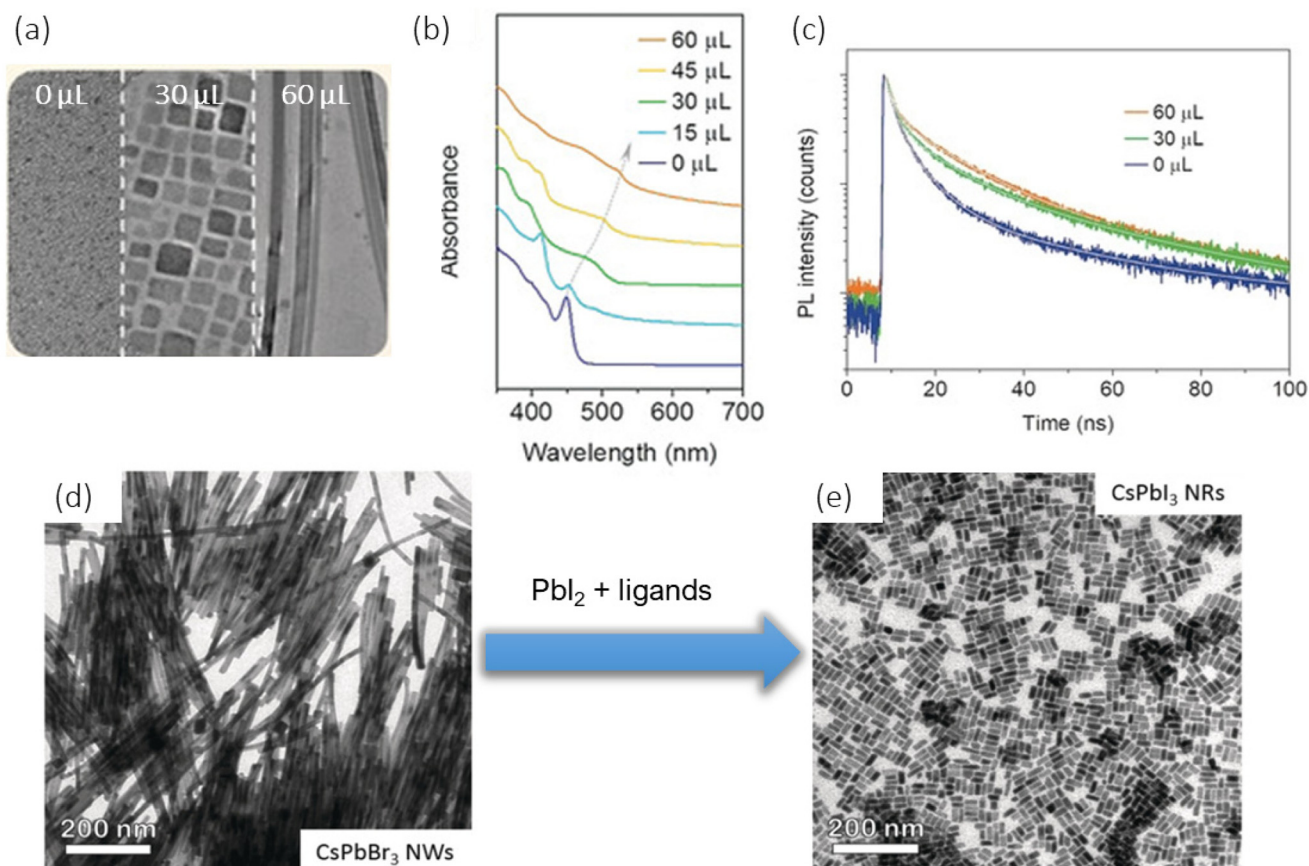 (a)
0 µL 30 µL 60 µL
(b)
Absorbance
60 µL
45 µL
30 µL
15 µL
0 µL
400 500 600 700
Wavelength (nm)
(c)
PL intensity (counts)
60 µL
30 µL
0 µL
0 20 40 60 80 100
Time (ns)
(d)
200 nm
CsPbBr₃ NWs
PbI₂ + ligands
(e)
CsPbI₃ NRs
200 nm